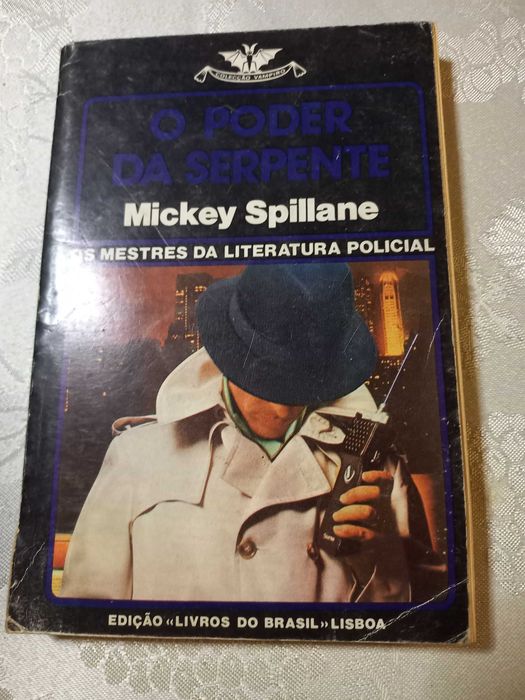 COLECÇÃO VAMPIRO
O PODER
DA SERPENTE
Mickey Spillane
OS MESTRES DA LITERATURA POLICIAL
EDIÇÃO «LIVROS DO BRASIL» LISBOA